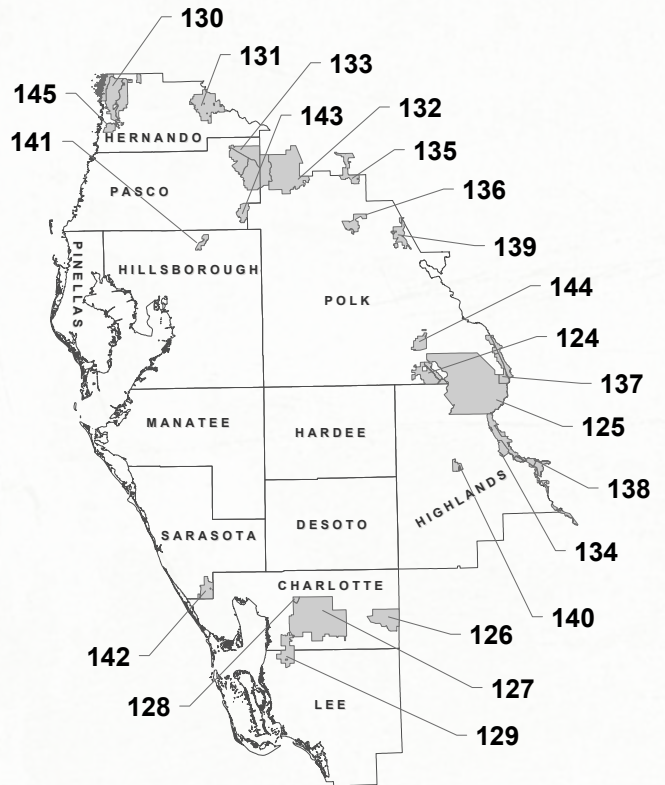 130
131
133
145
143
132
HERNANDO
141
135
PASCO
136
139
PINELLAS
HILLSBOROUGH
POLK
144
124
137
MANATEE
HARDEE
125
138
HIGHLANDS
SARASOTA
DESOTO
134
CHARLOTTE
140
126
142
127
128
LEE
129